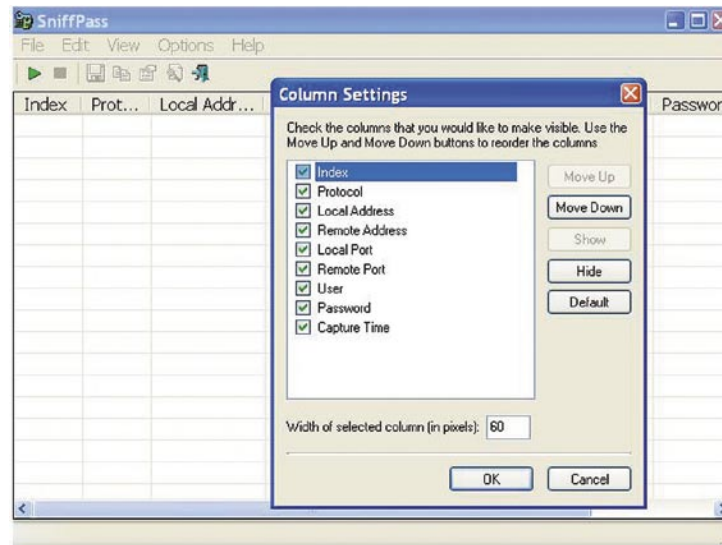 SniffPass
File Edit View Options Help
Index Prot... Local Addr... Passwor
Column Settings
Check the columns that you would like to make visible. Use the
Move Up and Move Down buttons to reorder the columns
Index
Protocol
Local Address
Remote Address
Local Port
Remote Port
User
Password
Capture Time
Move Up
Move Down
Show
Hide
Default
Width of selected column (in pixels): 60
OK Cancel